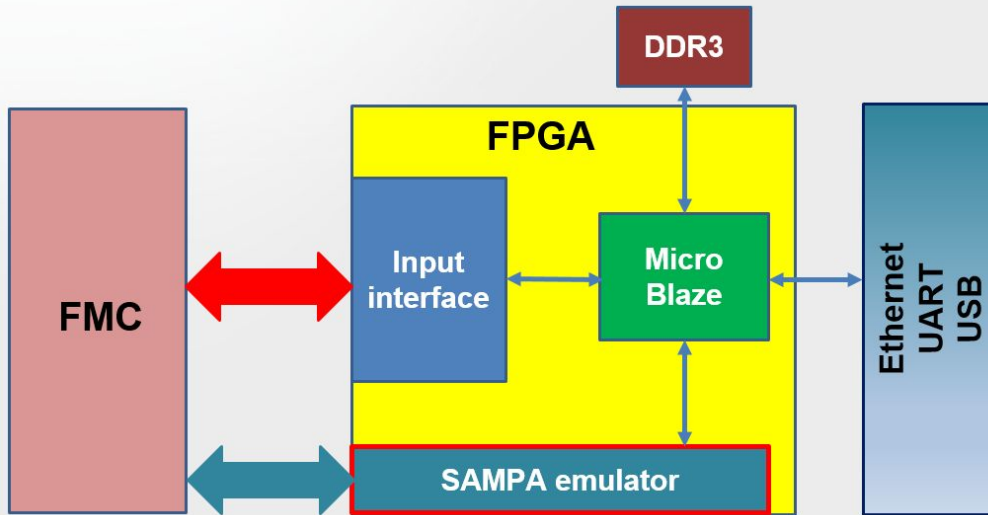 DDR3
FPGA
FMC
Input
interface
Micro
Blaze
Ethernet
UART
USB
SAMPA emulator